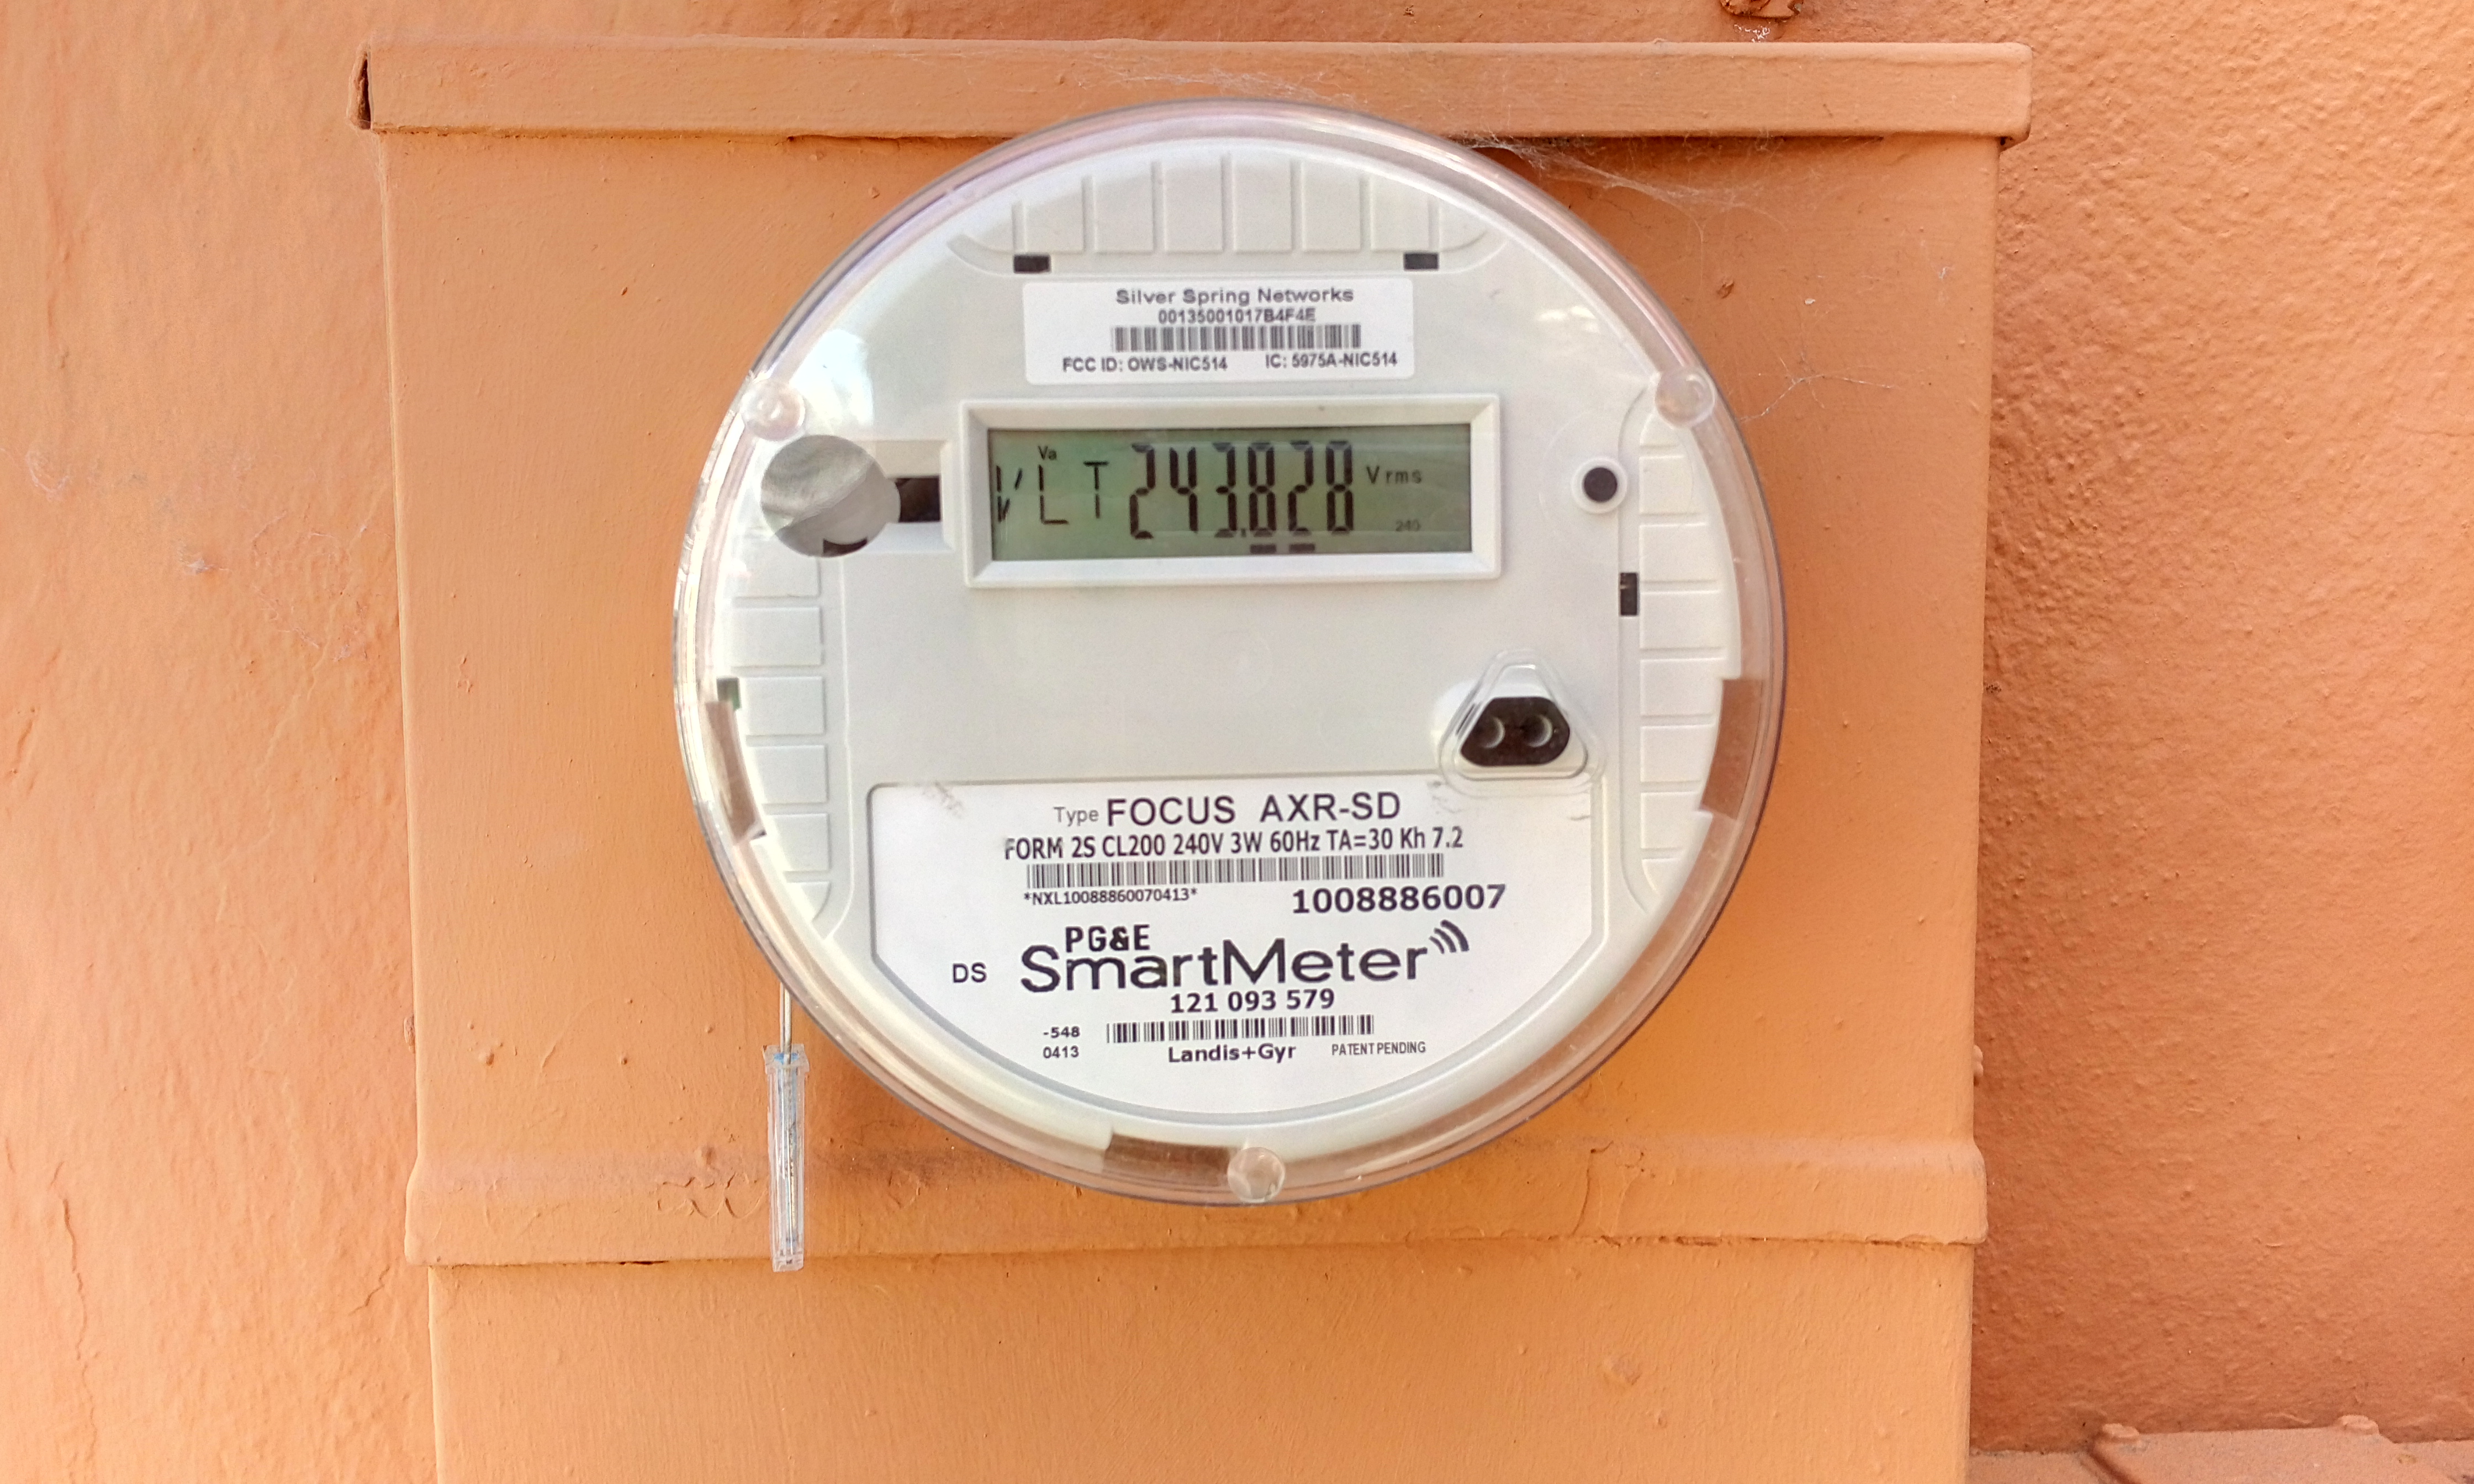 Silver Spring Networks
00135001017B4F4E
FCC ID: OWS-NIC514 IC: 5975A-NIC514
Va
VLT 243.828 Vrms
240
Type FOCUS AXR-SD
FORM 2S CL200 240V 3W 60Hz TA=30 Kh 7.2
*NXL10088860070413* 1008886007
PG&E
DS SmartMeter
121 093 579
-548
0413 Landis+Gyr PATENT PENDING